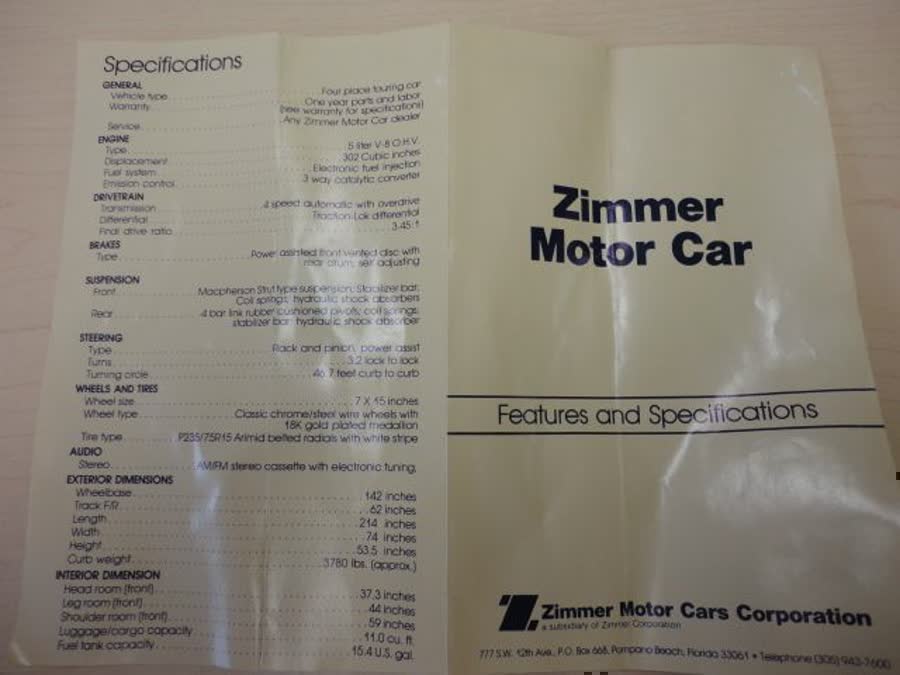 Specifications
GENERAL
Vehicle type. . . . . . . . . . Four place touring car
Warranty. . . . . . . . . . One year parts and labor
(see warranty for specifications)
Service. . . . . . . . . . Any Zimmer Motor Car dealer
ENGINE
Type. . . . . . . . . . 5 liter V-8 O.H.V.
Displacement. . . . . . . . . . 302 Cubic inches
Fuel system. . . . . . . . . . Electronic fuel injection
Emission control. . . . . . . . . . 3 way catalytic converter
DRIVETRAIN
Transmission. . . . . . . . . . 4 speed automatic with overdrive
Differential. . . . . . . . . . Traction-Lok differential
Final drive ratio. . . . . . . . . . 3.45:1
BRAKES
Type. . . . . . . . . . Power assisted front vented disc with
rear drum, self adjusting
SUSPENSION
Front. . . . . . . . . . Macpherson Strut type suspension; Stabilizer bar;
Coil springs; hydraulic shock absorbers
Rear. . . . . . . . . . 4 bar link rubber cushioned pivots; coil springs;
stabilizer bar; hydraulic shock absorber
STEERING
Type. . . . . . . . . . Rack and pinion, power assist
Turns. . . . . . . . . . 3.2 lock to lock
Turning circle. . . . . . . . . . 46.7 feet curb to curb
WHEELS AND TIRES
Wheel size. . . . . . . . . . 7 X 15 inches
Wheel type. . . . . . . . . . Classic chrome/steel wire wheels with
18K gold plated medallion
Tire type. . . . . . . . . . P235/75R15 Arimid belted radials with white stripe
AUDIO
Stereo. . . . . . . . . . AM/FM stereo cassette with electronic tuning.
EXTERIOR DIMENSIONS
Wheelbase. . . . . . . . . . 142 inches
Track F/R. . . . . . . . . . 62 inches
Length. . . . . . . . . . 214 inches
Width. . . . . . . . . . 74 inches
Height. . . . . . . . . . 53.5 inches
Curb weight. . . . . . . . . . 3780 lbs. (approx.)
INTERIOR DIMENSION
Head room (front). . . . . . . . . . 37.3 inches
Leg room (front). . . . . . . . . . 44 inches
Shoulder room (front). . . . . . . . . . 59 inches
Luggage/cargo capacity. . . . . . . . . . 11.0 cu. ft.
Fuel tank capacity. . . . . . . . . . 15.4 U.S. gal.
Zimmer
Motor Car
Features and Specifications
Zimmer Motor Cars Corporation
a subsidiary of Zimmer Corporation
777 S.W. 12th Ave., P.O. Box 668, Pompano Beach, Florida 33061 • Telephone (305) 943-7600